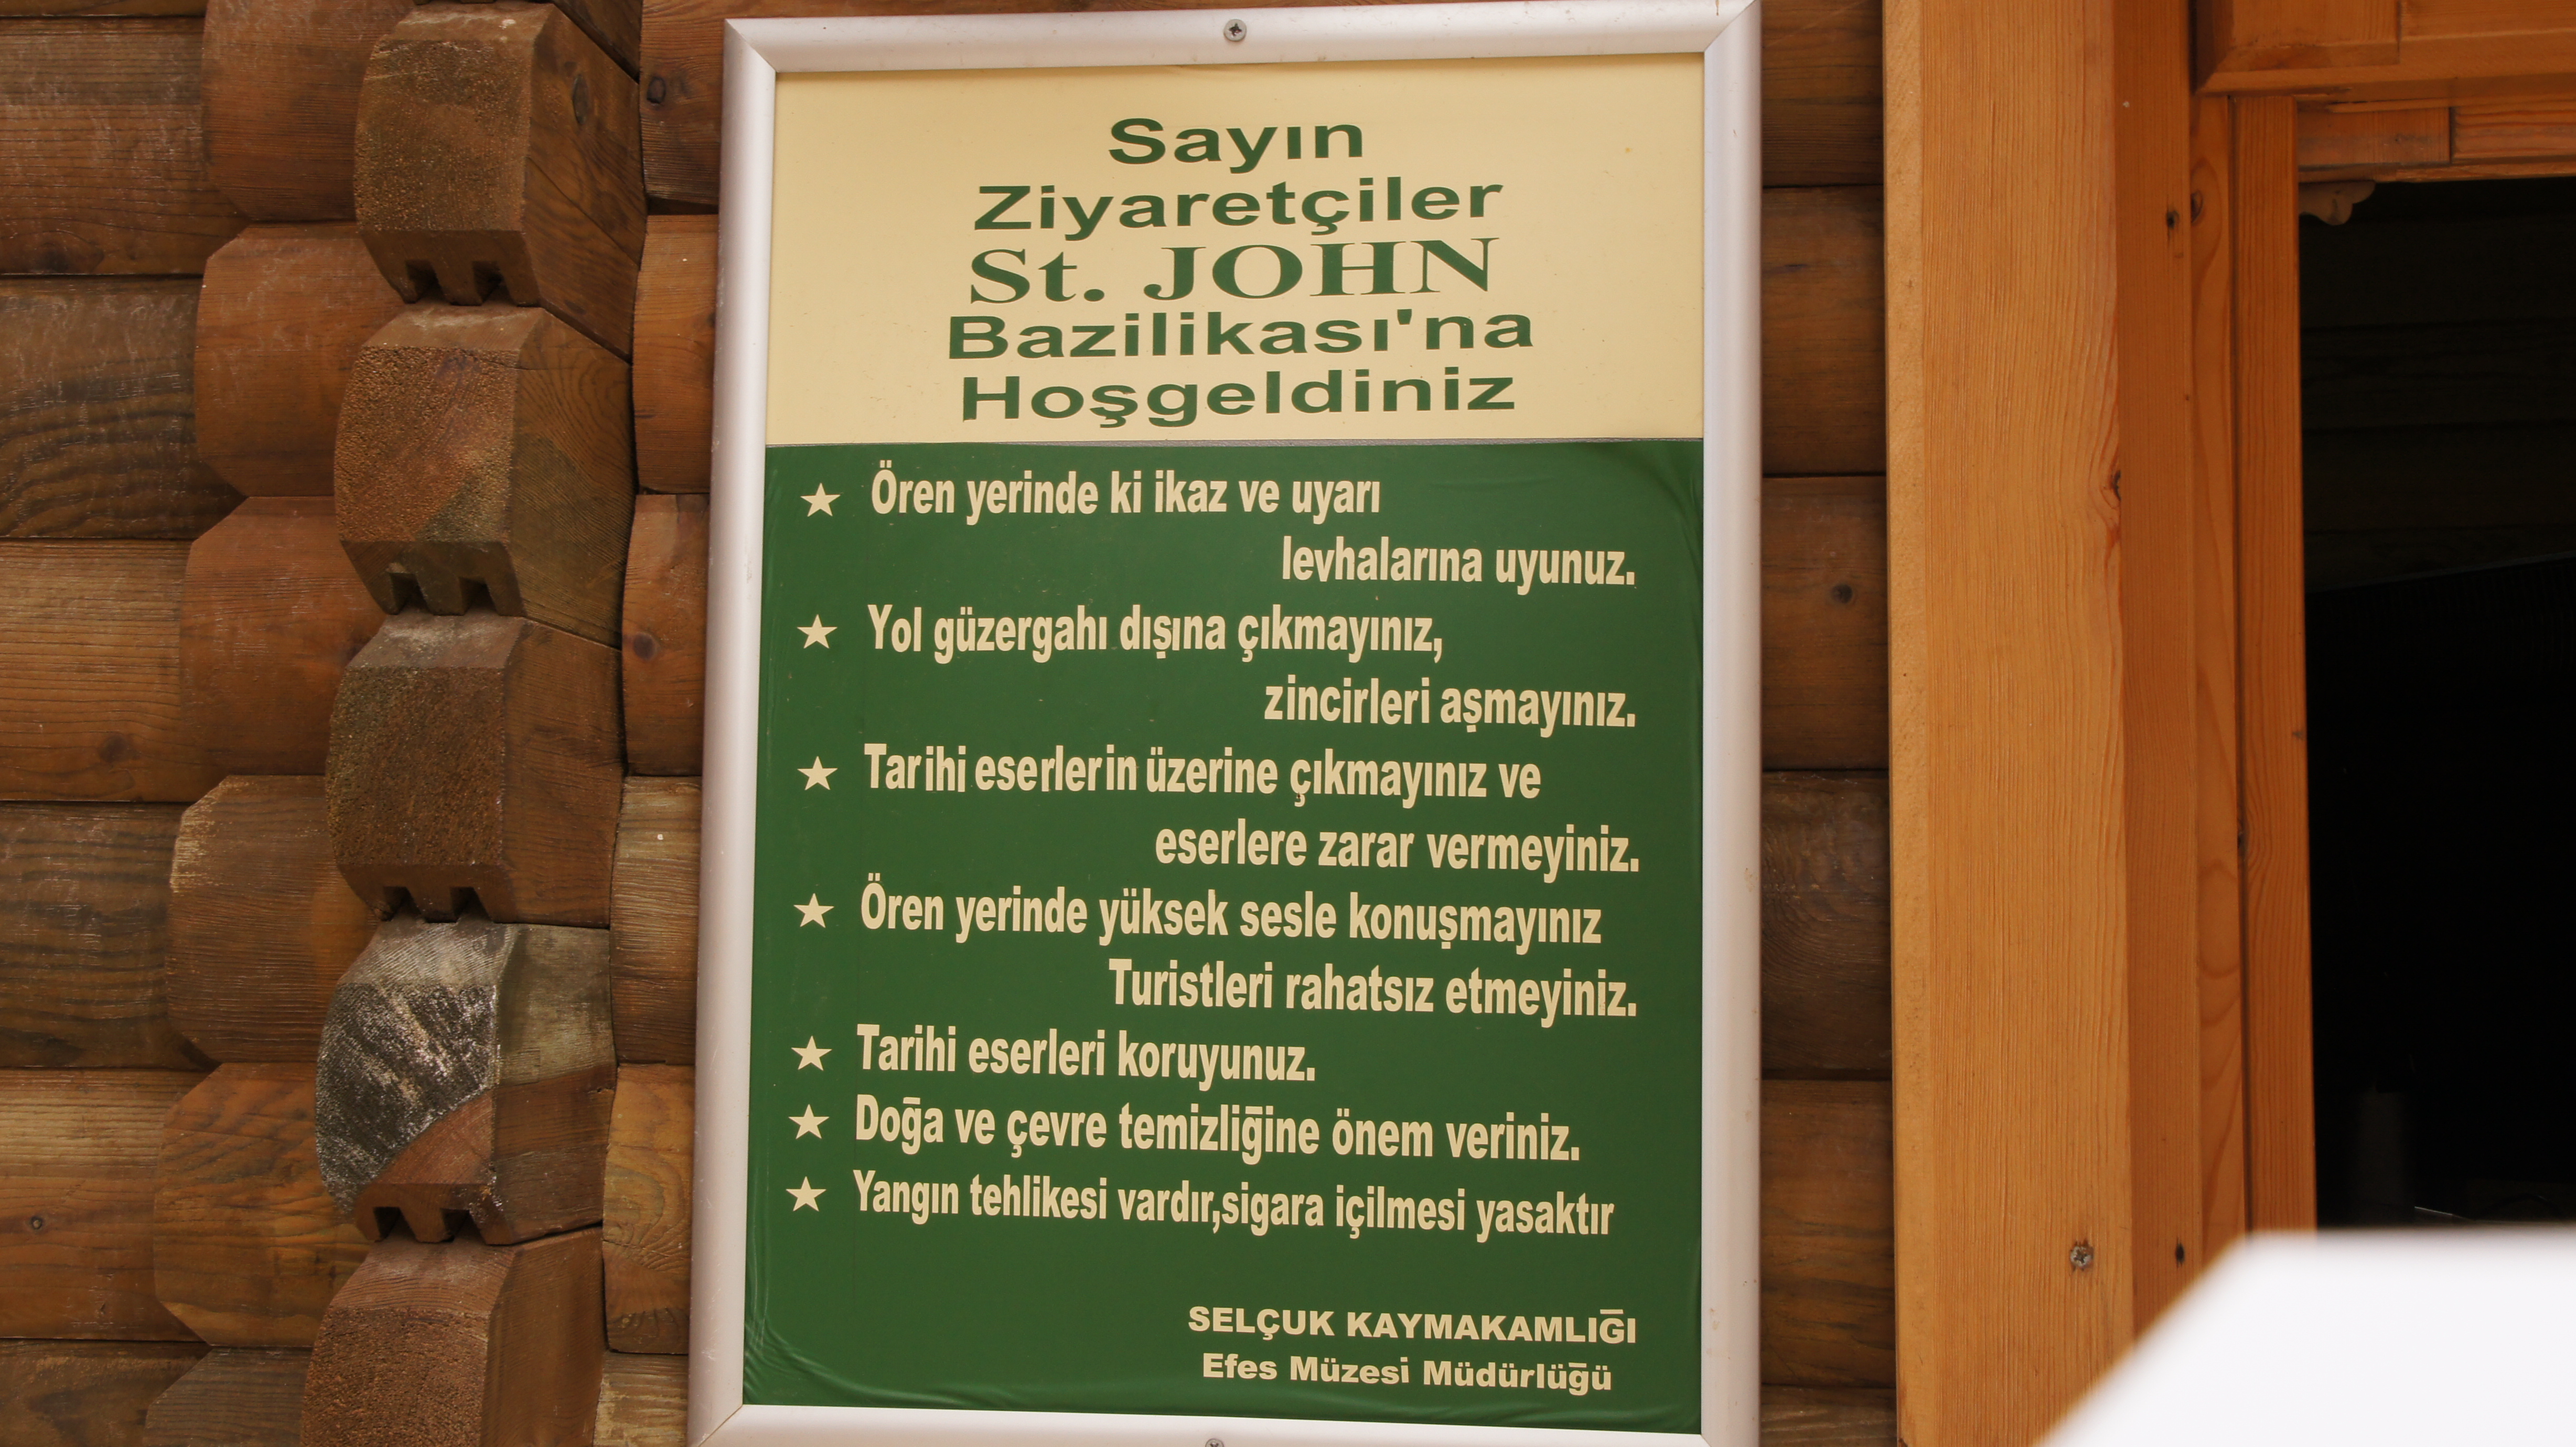 Sayın
Ziyaretçiler
St. JOHN
Bazilikası'na
Hoşgeldiniz
★ Ören yerinde ki ikaz ve uyarı
levhalarına uyunuz.
★ Yol güzergahı dışına çıkmayınız,
zincirleri aşmayınız.
★ Tarihi eserlerin üzerine çıkmayınız ve
eserlere zarar vermeyiniz.
★ Ören yerinde yüksek sesle konuşmayınız
Turistleri rahatsız etmeyiniz.
★ Tarihi eserleri koruyunuz.
★ Doğa ve çevre temizliğine önem veriniz.
★ Yangın tehlikesi vardır,sigara içilmesi yasaktır
SELÇUK KAYMAKAMLIĞI
Efes Müzesi Müdürlüğü